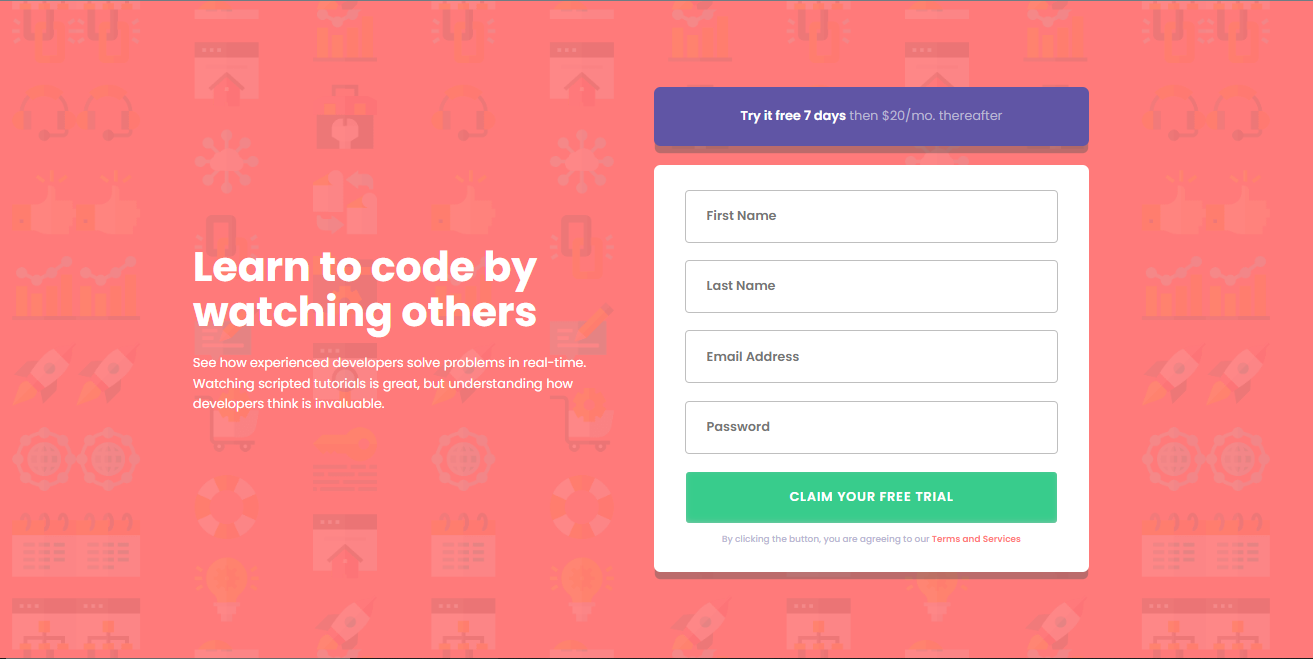 Try it free 7 days then $20/mo. thereafter
Learn to code by
watching others
See how experienced developers solve problems in real-time.
Watching scripted tutorials is great, but understanding how
developers think is invaluable.
First Name
Last Name
Email Address
Password
CLAIM YOUR FREE TRIAL
By clicking the button, you are agreeing to our Terms and Services